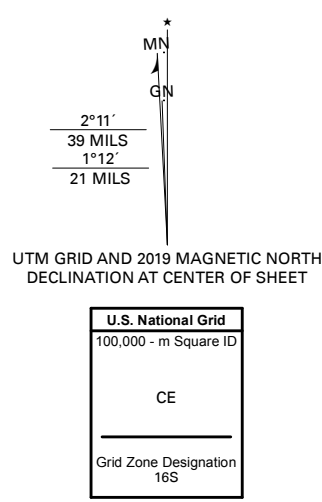 MN
GN
2°11´
39 MILS
1°12´
21 MILS
UTM GRID AND 2019 MAGNETIC NORTH
DECLINATION AT CENTER OF SHEET
U.S. National Grid
100,000 - m Square ID
CE
Grid Zone Designation
16S